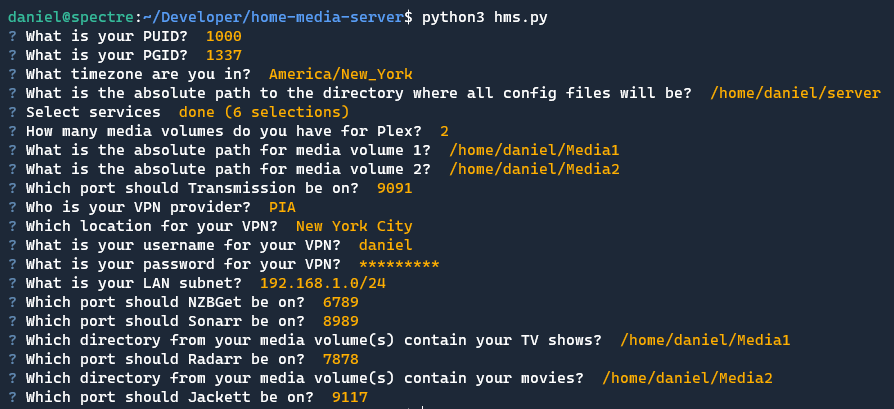 daniel@spectre:~/Developer/home-media-server$ python3 hms.py
? What is your PUID?  1000
? What is your PGID?  1337
? What timezone are you in?  America/New_York
? What is the absolute path to the directory where all config files will be?  /home/daniel/server
? Select services  done (6 selections)
? How many media volumes do you have for Plex?  2
? What is the absolute path for media volume 1?  /home/daniel/Media1
? What is the absolute path for media volume 2?  /home/daniel/Media2
? Which port should Transmission be on?  9091
? Who is your VPN provider?  PIA
? Which location for your VPN?  New York City
? What is your username for your VPN?  daniel
? What is your password for your VPN?  *********
? What is your LAN subnet?  192.168.1.0/24
? Which port should NZBGet be on?  6789
? Which port should Sonarr be on?  8989
? Which directory from your media volume(s) contain your TV shows?  /home/daniel/Media1
? Which port should Radarr be on?  7878
? Which directory from your media volume(s) contain your movies?  /home/daniel/Media2
? Which port should Jackett be on?  9117